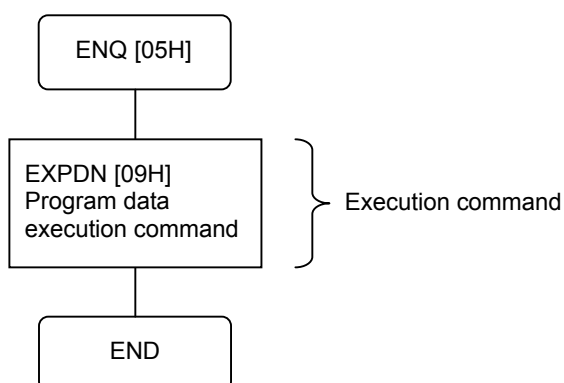 ENQ [05H]
EXPDN [09H]
Program data
execution command
Execution command
END